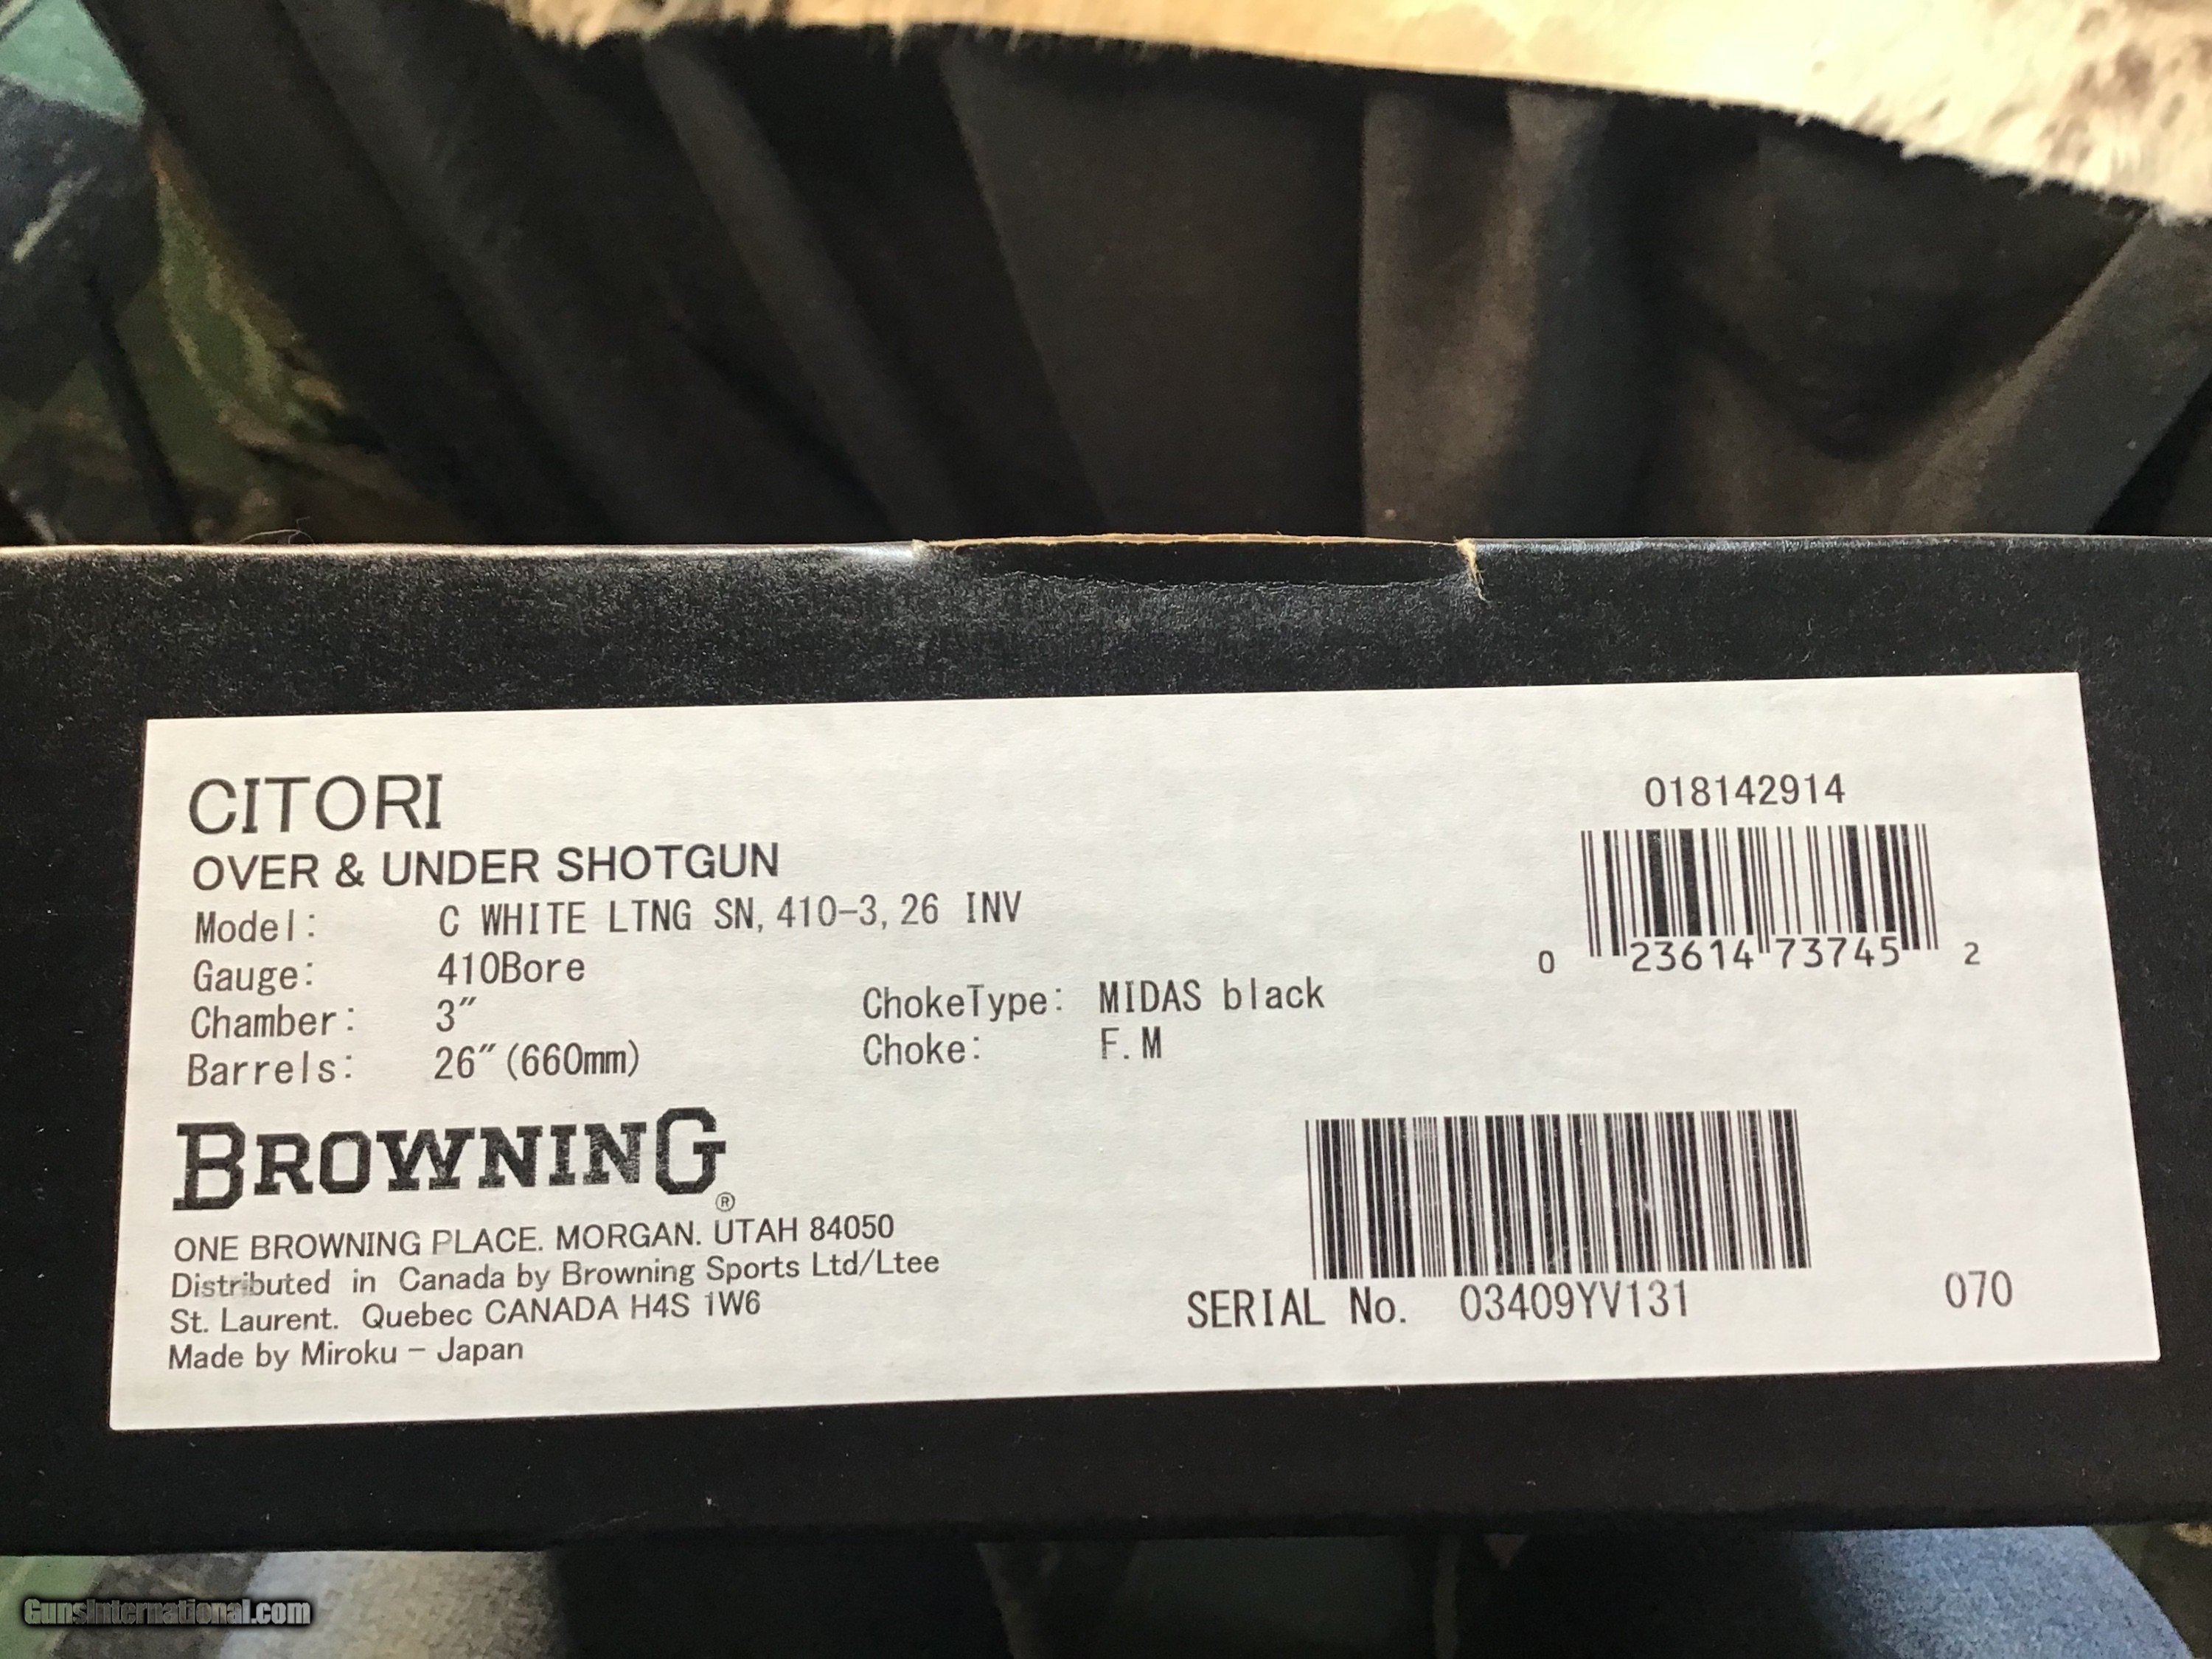 CITORI
OVER & UNDER SHOTGUN
Model: C WHITE LTNG SN, 410-3, 26 INV
Gauge: 410Bore
Chamber: 3″
Barrels: 26″ (660mm)
ChokeType: MIDAS black
Choke: F. M
018142914
0 23614 73745 2
BROWNING®
ONE BROWNING PLACE. MORGAN. UTAH 84050
Distributed in Canada by Browning Sports Ltd/Ltee
St. Laurent. Quebec CANADA H4S 1W6
Made by Miroku - Japan
SERIAL No. 03409YV131
070
GunsInternational.com